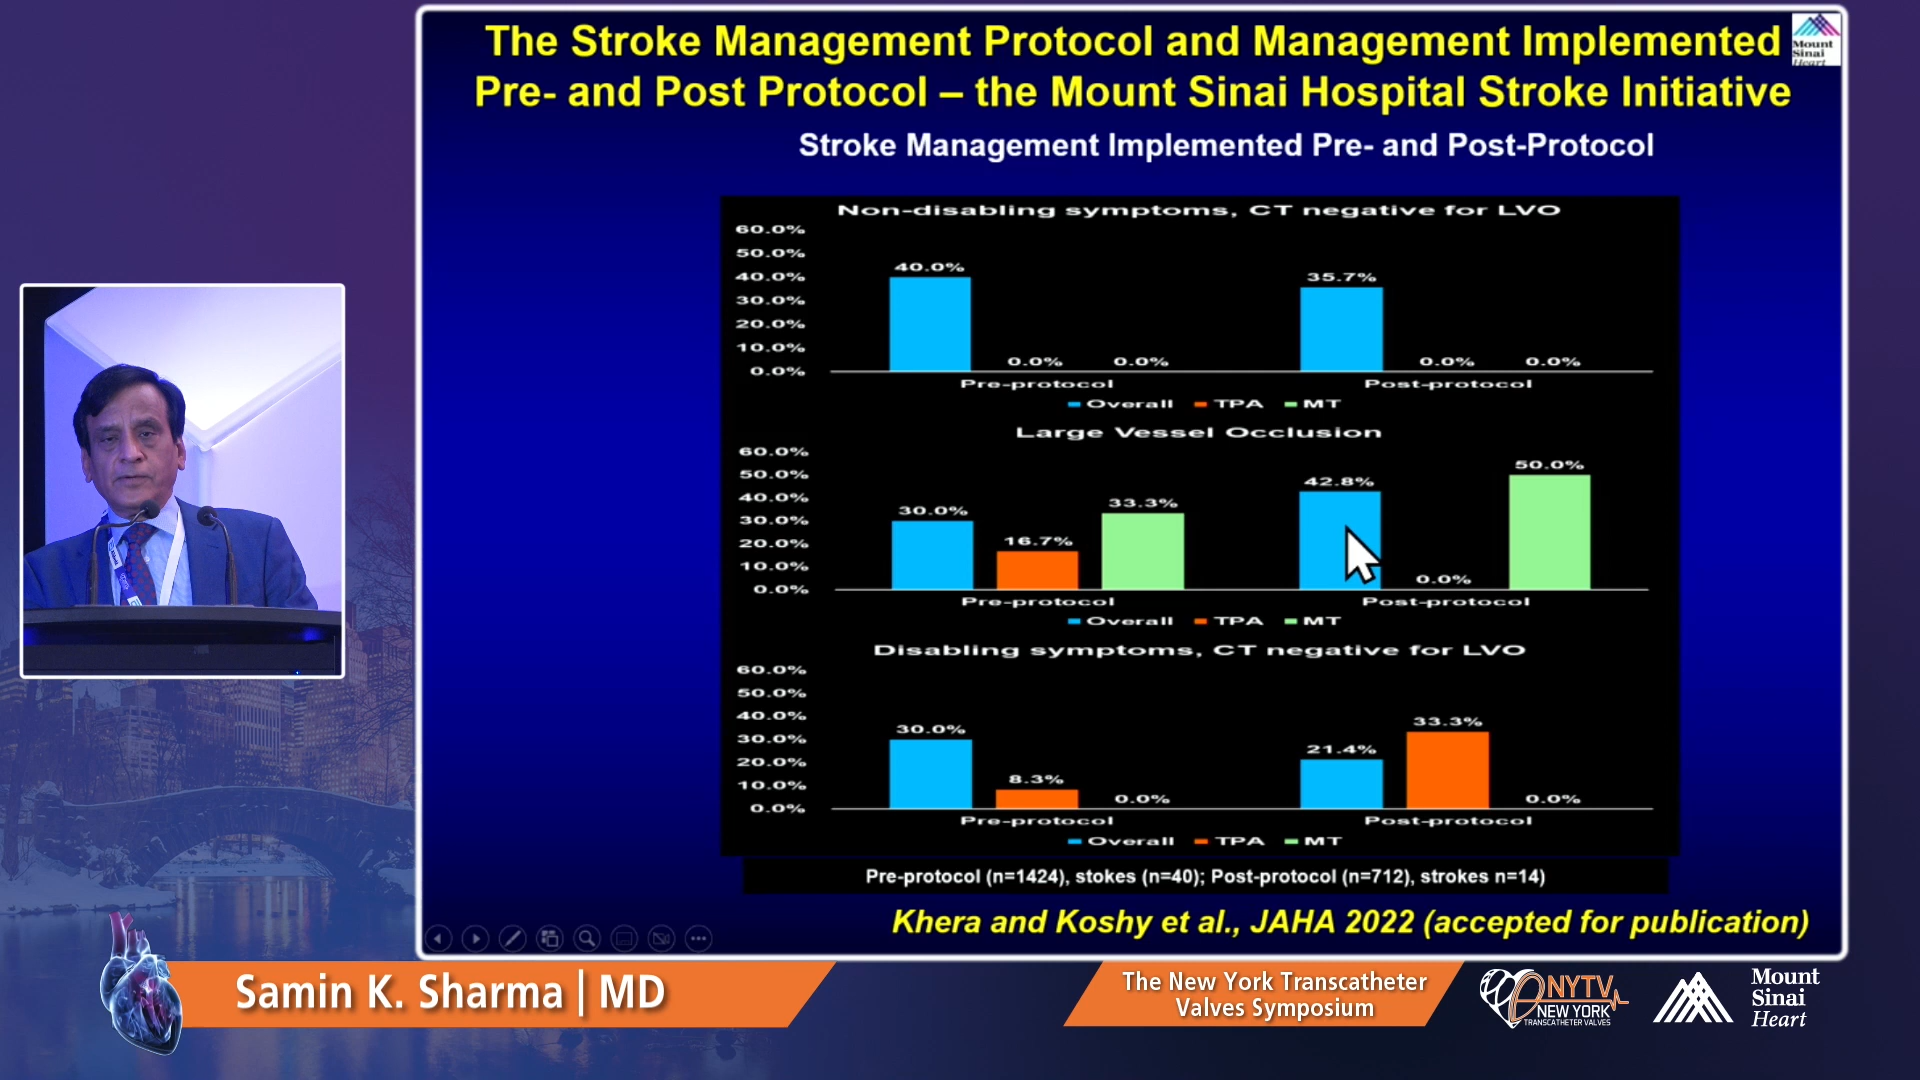 The Stroke Management Protocol and Management Implemented
Pre- and Post Protocol – the Mount Sinai Hospital Stroke Initiative
Mount
Sinai
Heart
Stroke Management Implemented Pre- and Post-Protocol
Non-disabling symptoms, CT negative for LVO
60.0%
50.0%
40.0%
30.0%
20.0%
10.0%
0.0%
40.0%
0.0%
0.0%
35.7%
0.0%
0.0%
Pre-protocol
Post-protocol
Overall TPA MT
Large Vessel Occlusion
60.0%
50.0%
40.0%
30.0%
20.0%
10.0%
0.0%
30.0%
16.7%
33.3%
42.8%
0.0%
50.0%
Pre-protocol
Post-protocol
Overall TPA MT
Disabling symptoms, CT negative for LVO
60.0%
50.0%
40.0%
30.0%
20.0%
10.0%
0.0%
30.0%
8.3%
0.0%
21.4%
33.3%
0.0%
Pre-protocol
Post-protocol
Overall TPA MT
Pre-protocol (n=1424), stokes (n=40); Post-protocol (n=712), strokes n=14)
Khera and Koshy et al., JAHA 2022 (accepted for publication)
Samin K. Sharma | MD
The New York Transcatheter
Valves Symposium
NYTV
NEW YORK
TRANSCATHETER VALVES
Mount
Sinai
Heart